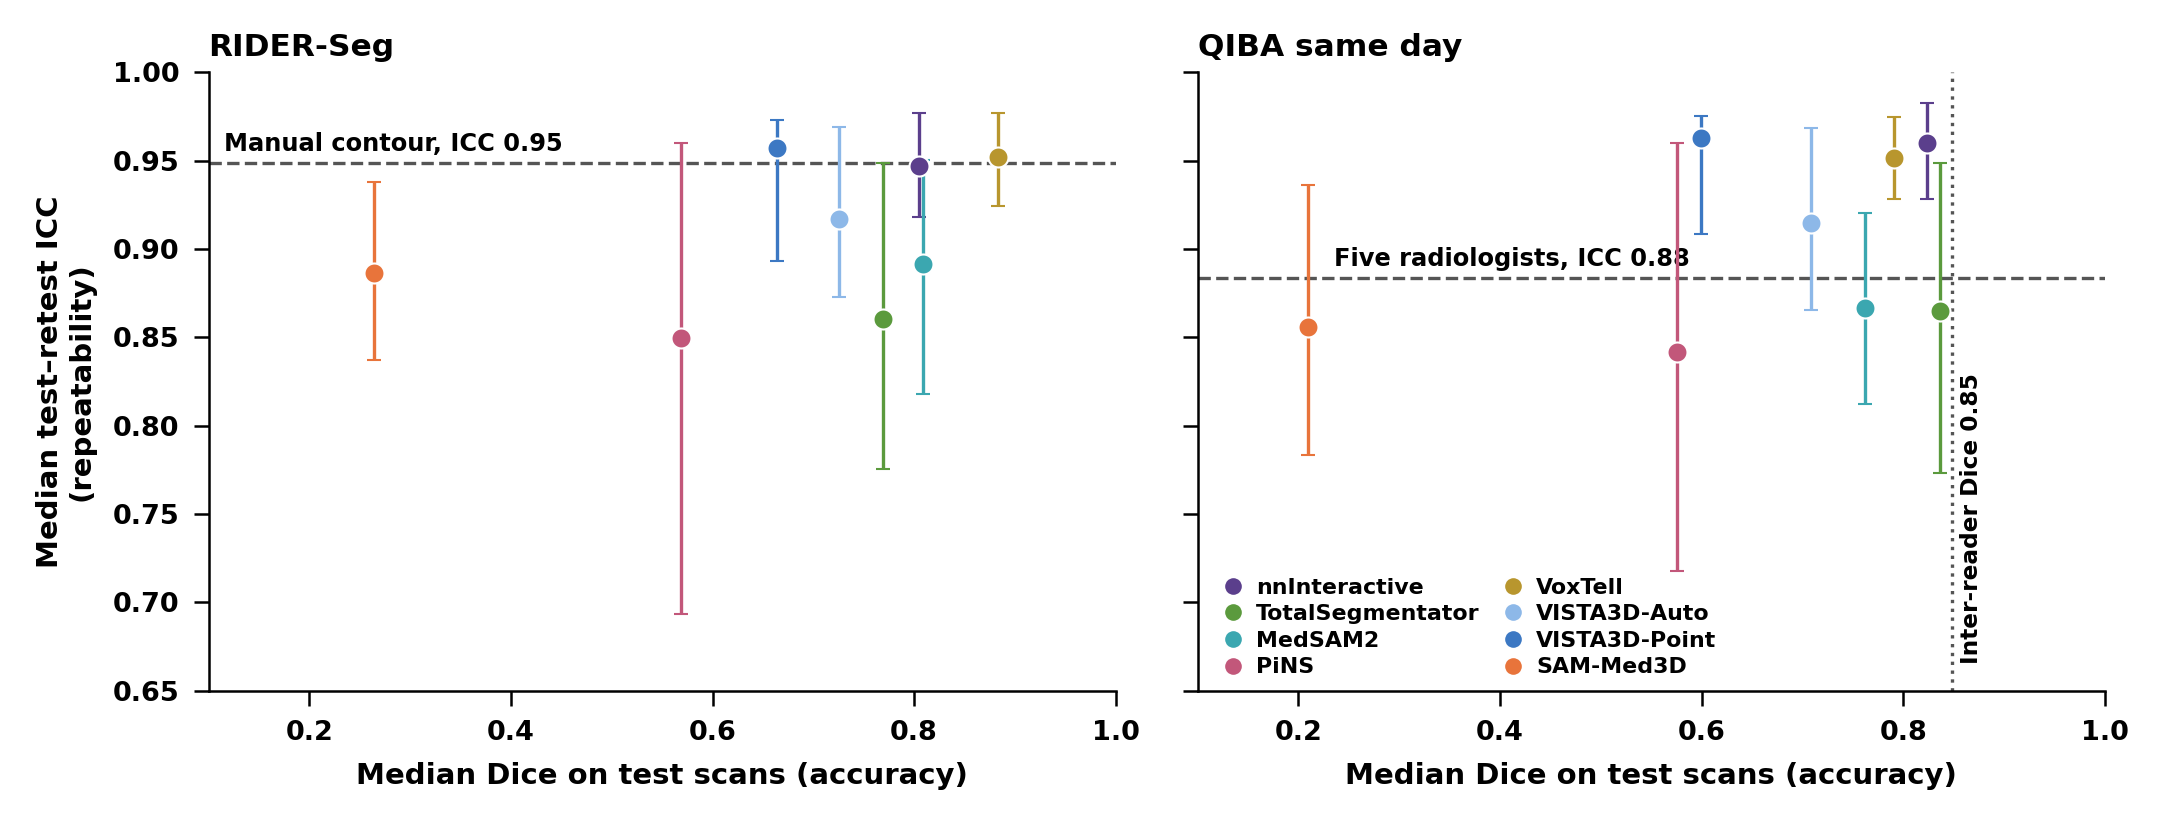 RIDER-Seg
QIBA same day
Median test–retest ICC
(repeatability)
1.00
0.95
0.90
0.85
0.80
0.75
0.70
0.65
Manual contour, ICC 0.95
0.2
0.4
0.6
0.8
1.0
Median Dice on test scans (accuracy)
Five radiologists, ICC 0.88
Inter-reader Dice 0.85
nnInteractive
TotalSegmentator
MedSAM2
PiNS
VoxTell
VISTA3D-Auto
VISTA3D-Point
SAM-Med3D
0.2
0.4
0.6
0.8
1.0
Median Dice on test scans (accuracy)